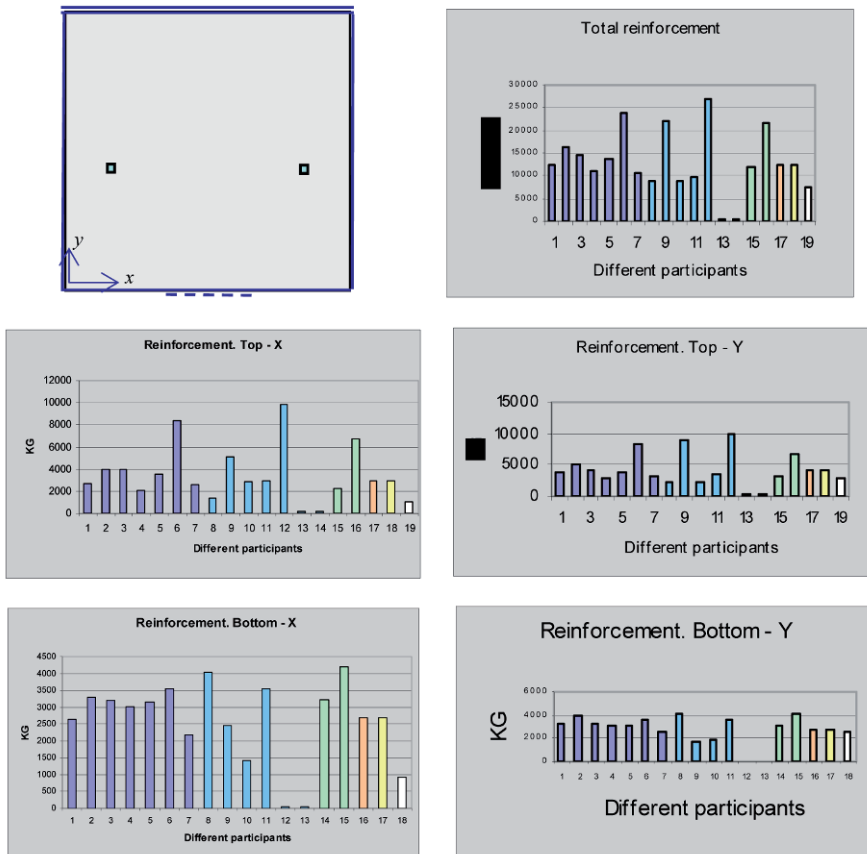 y
x
Total reinforcement
30000
25000
20000
15000
10000
5000
0
1 3 5 7 9 11 13 15 17 19
Different participants
Reinforcement. Top - X
KG
12000
10000
8000
6000
4000
2000
0
1 2 3 4 5 6 7 8 9 10 11 12 13 14 15 16 17 18 19
Different participants
Reinforcement. Top - Y
15000
10000
5000
0
1 3 5 7 9 11 13 15 17 19
Different participants
Reinforcement. Bottom - X
KG
4500
4000
3500
3000
2500
2000
1500
1000
500
0
1 2 3 4 5 6 7 8 9 10 11 12 13 14 15 16 17 18
Different participants
Reinforcement. Bottom - Y
KG
6000
4000
2000
0
1 2 3 4 5 6 7 8 9 10 11 12 13 14 15 16 17 18
Different participants